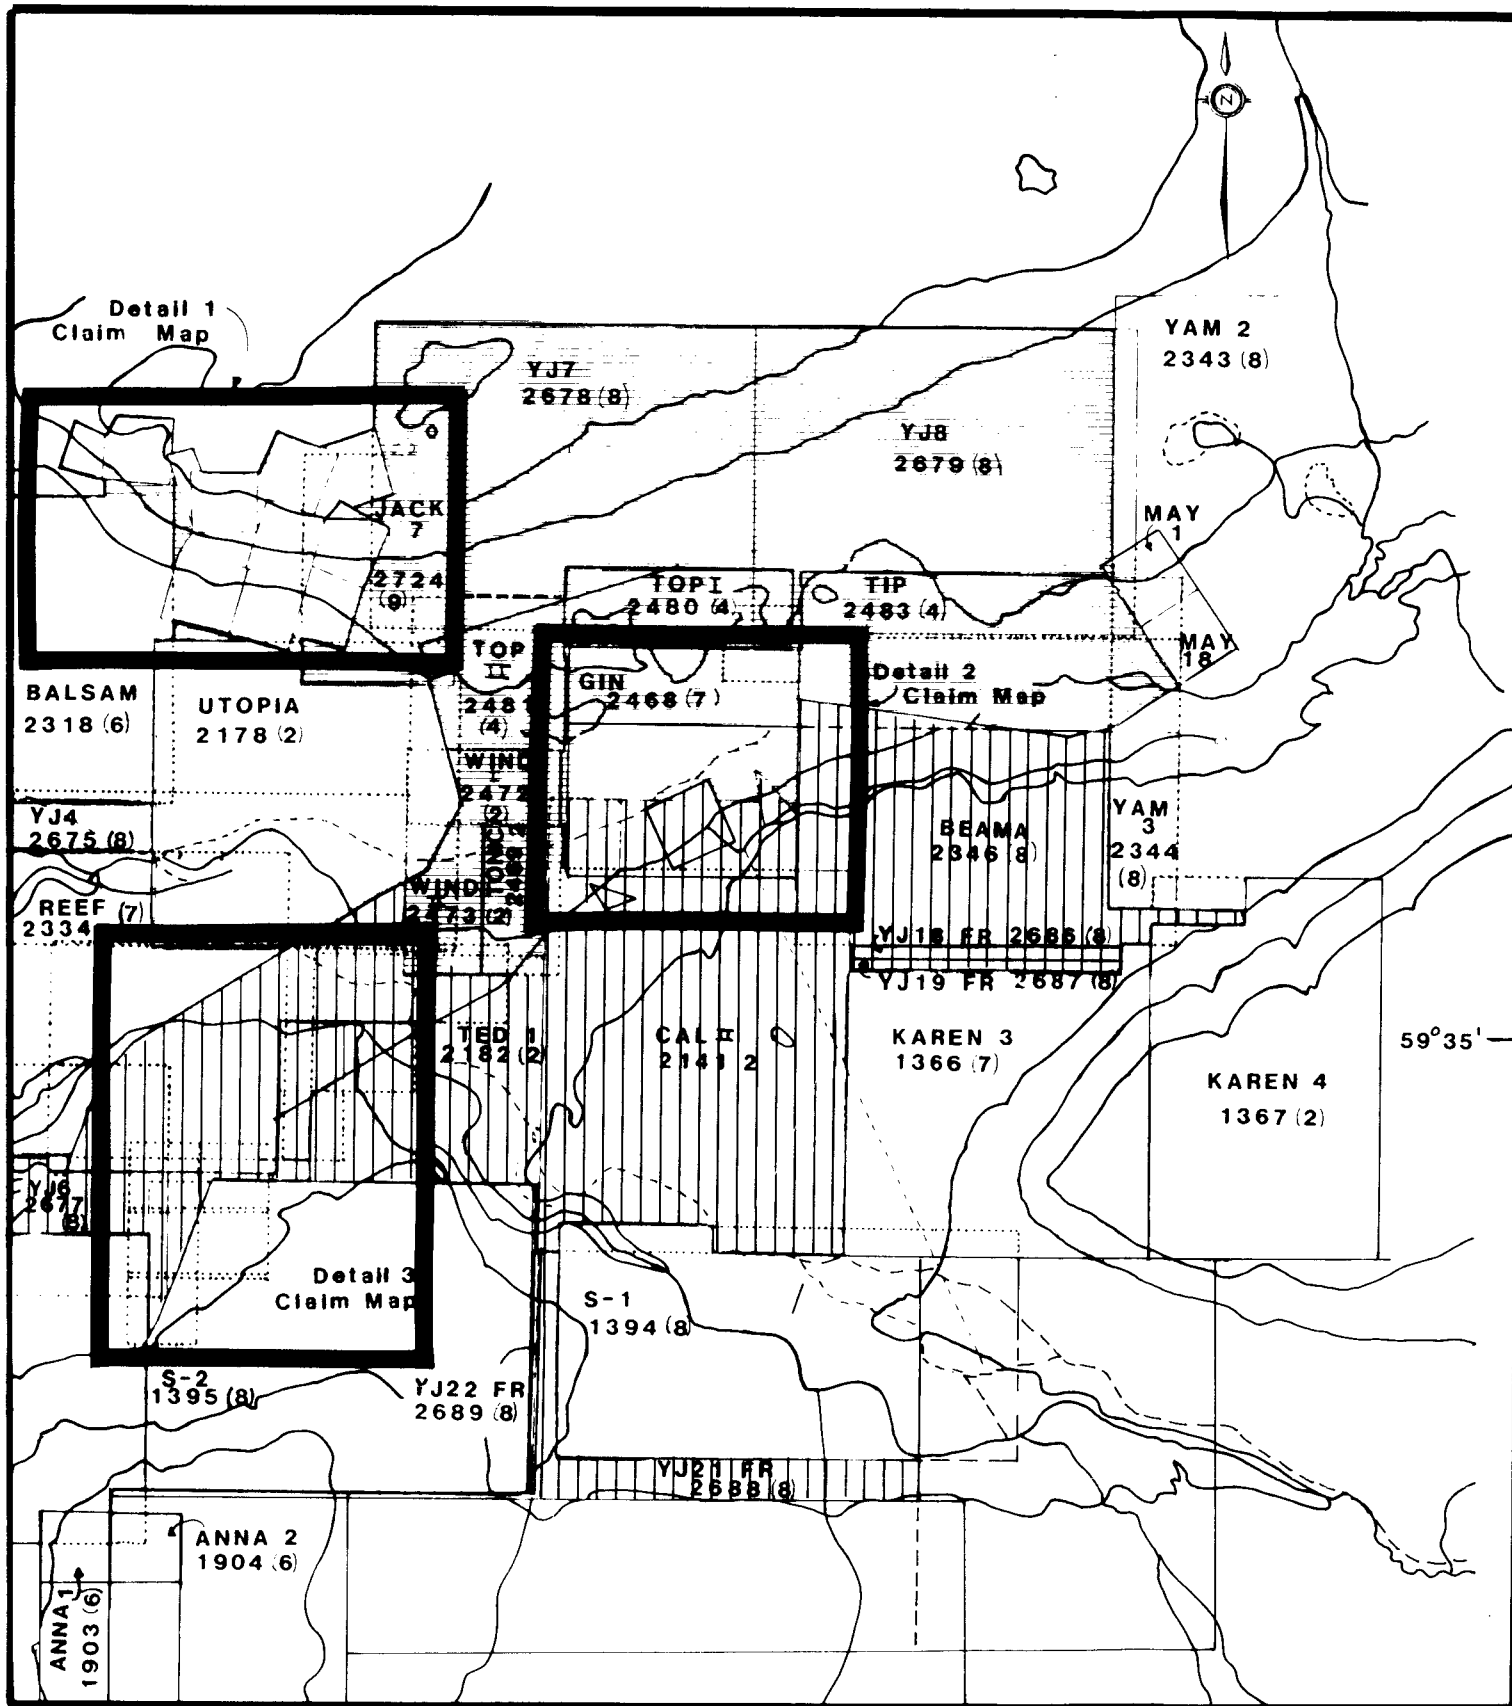 N
Detail 1
Claim Map
YAM 2
2343 (8)
YJ7
2678 (8)
YJ8
2679 (8)
JACK
7
2724
(9)
MAY
1
TOP I
2480 (4)
TIP
2483 (4)
MAY
18
TOP
II
2481
(4)
GIN
2468 (7)
Detail 2
Claim Map
BALSAM
2318 (6)
UTOPIA
2178 (2)
WIND
I
2472
(2)
YJ4
2675 (8)
BEAMA
2346 8)
YAM
3
2344
(8)
TONIC
WIND
2473 (2)
REEF (7)
2334
YJ18 FR 2686 (8)
YJ19 FR 2687 (8)
TED 1
2182 (2)
CAL II
2141 2
KAREN 3
1366 (7)
59°35'
KAREN 4
1367 (2)
YJ6
2677
(8)
Detail 3
Claim Map
S-1
1394 (8)
S-2
1395 (8)
YJ22 FR
2689 (8)
YJ21 FR
2688 (8)
ANNA 2
1904 (6)
ANNA 1
1903 (6)